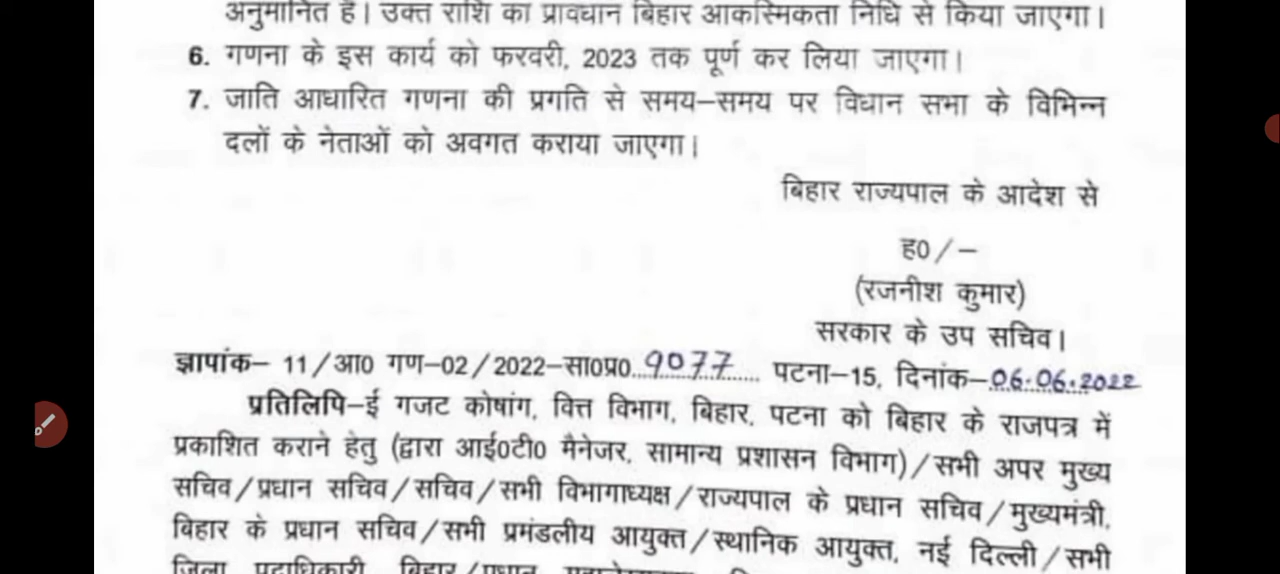 अनुमानित है। उक्त राशि का प्रावधान बिहार आकस्मिकता निधि से किया जाएगा।
6. गणना के इस कार्य को फरवरी, 2023 तक पूर्ण कर लिया जाएगा।
7. जाति आधारित गणना की प्रगति से समय–समय पर विधान सभा के विभिन्न
दलों के नेताओं को अवगत कराया जाएगा।
बिहार राज्यपाल के आदेश से
ह0/–
(रजनीश कुमार)
सरकार के उप सचिव।
ज्ञापांक– 11/आ0 गण–02/2022–सा0प्र0..9077.... पटना–15, दिनांक–06.06.2022
प्रतिलिपि–ई गजट कोषांग, वित्त विभाग, बिहार, पटना को बिहार के राजपत्र में
प्रकाशित कराने हेतु (द्वारा आई0टी0 मैनेजर, सामान्य प्रशासन विभाग)/सभी अपर मुख्य
सचिव/प्रधान सचिव/सचिव/सभी विभागाध्यक्ष/राज्यपाल के प्रधान सचिव/मुख्यमंत्री,
बिहार के प्रधान सचिव/सभी प्रमंडलीय आयुक्त/स्थानिक आयुक्त, नई दिल्ली/सभी
जिला पदाधिकारी, बिहार/प्रधान